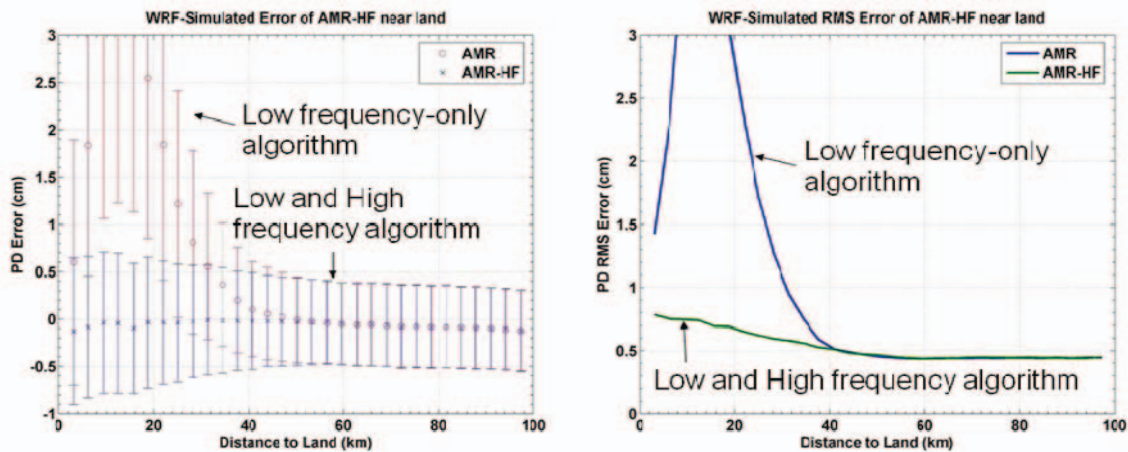 WRF-Simulated Error of AMR-HF near land
3
2.5
2
1.5
1
0.5
0
-0.5
-1
PD Error (cm)
AMR
AMR-HF
Low frequency-only
algorithm
Low and High
frequency algorithm
0
20
40
60
80
100
Distance to Land (km)
WRF-Simulated RMS Error of AMR-HF near land
3
2.5
2
1.5
1
0.5
0
PD RMS Error (cm)
AMR
AMR-HF
Low frequency-only
algorithm
Low and High frequency algorithm
0
20
40
60
80
100
Distance to Land (km)